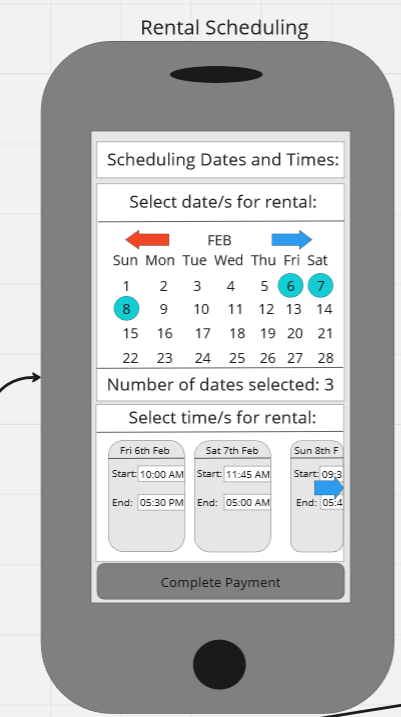 Rental Scheduling
Scheduling Dates and Times:
Select date/s for rental:
FEB
Sun Mon Tue Wed Thu Fri Sat
1 2 3 4 5 6 7
8 9 10 11 12 13 14
15 16 17 18 19 20 21
22 23 24 25 26 27 28
Number of dates selected: 3
Select time/s for rental:
Fri 6th Feb Sat 7th Feb Sun 8th F
Start: 10:00 AM Start: 11:45 AM Start: 09:3
End: 05:30 PM End: 05:00 AM End: 05:4
Complete Payment